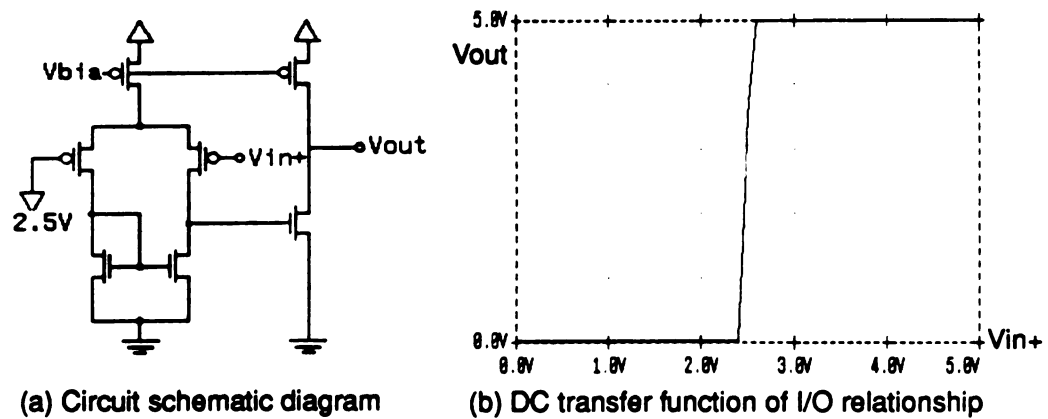 Vbia
Vin+
Vout
2.5V
(a) Circuit schematic diagram
5.0V
Vout
0.0V
0.0V 1.0V 2.0V 3.0V 4.0V 5.0V
Vin+
(b) DC transfer function of I/O relationship